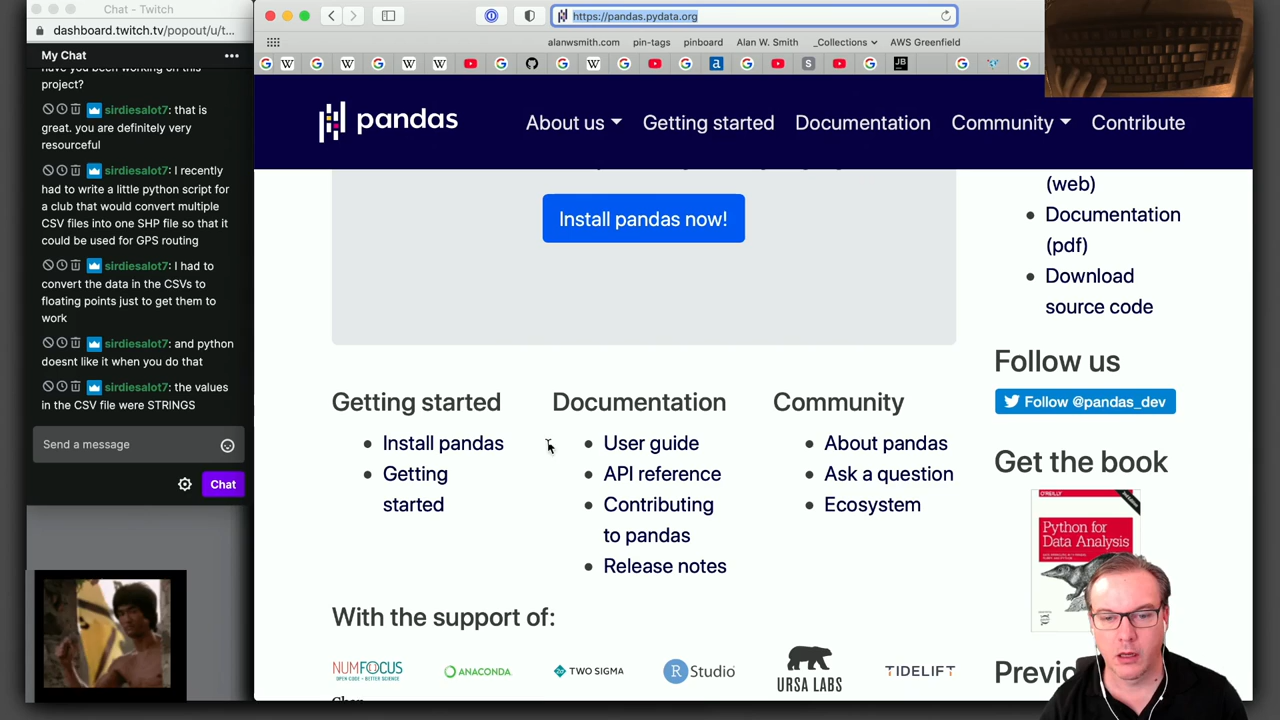 Chat - Twitch
dashboard.twitch.tv/popout/u/t...
My Chat
have you been working on this
project?
sirdiesalot7: that is
great. you are definitely very
resourceful
sirdiesalot7: I recently
had to write a little python script for
a club that would convert multiple
CSV files into one SHP file so that it
could be used for GPS routing
sirdiesalot7: I had to
convert the data in the CSVs to
floating points just to get them to
work
sirdiesalot7: and python
doesnt like it when you do that
sirdiesalot7: the values
in the CSV file were STRINGS
Send a message
Chat
https://pandas.pydata.org
alanwsmith.com pin-tags pinboard Alan W. Smith _Collections AWS Greenfield
pandas
About us Getting started Documentation Community Contribute
Install pandas now!
(web)
Documentation
(pdf)
Download
source code
Follow us
Follow @pandas_dev
Get the book
Python for
Data Analysis
Getting started
Install pandas
Getting
started
Documentation
User guide
API reference
Contributing
to pandas
Release notes
Community
About pandas
Ask a question
Ecosystem
With the support of:
NUMFOCUS
OPEN CODE = BETTER SCIENCE
ANACONDA
TWO SIGMA
R Studio
URSA LABS
TIDELIFT
Previo